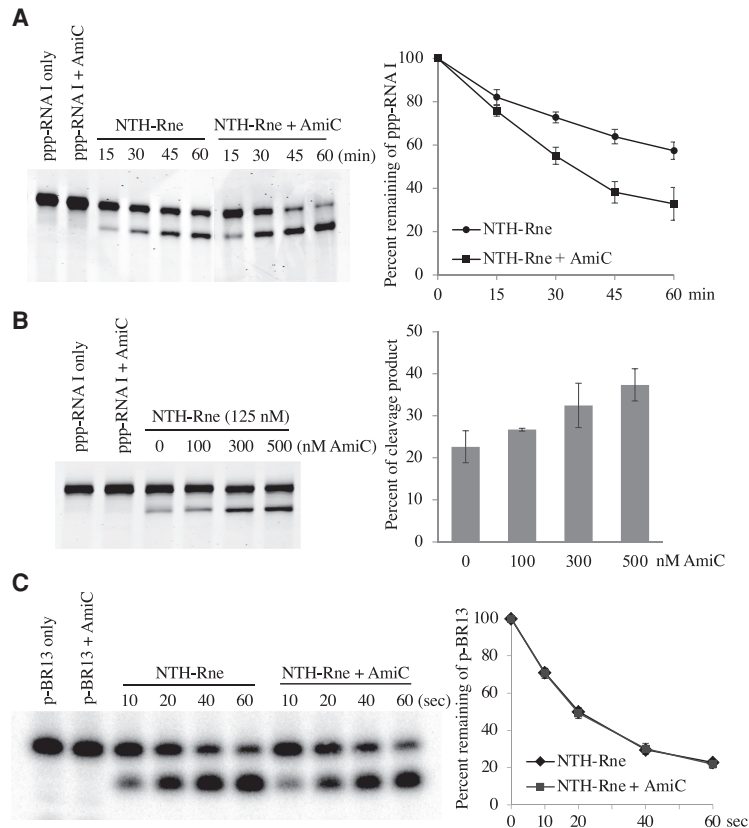 A
ppp-RNA I only
ppp-RNA I + AmiC
NTH-Rne
NTH-Rne + AmiC
15 30 45 60 15 30 45 60 (min)
Percent remaining of ppp-RNA I
100
80
60
40
20
0
NTH-Rne
NTH-Rne + AmiC
0 15 30 45 60 min
B
ppp-RNA I only
ppp-RNA I + AmiC
NTH-Rne (125 nM)
0 100 300 500 (nM AmiC)
Percent of cleavage product
50
40
30
20
10
0
0 100 300 500 nM AmiC
C
p-BR13 only
p-BR13 + AmiC
NTH-Rne
NTH-Rne + AmiC
10 20 40 60 10 20 40 60 (sec)
Percent remaining of p-BR13
100
80
60
40
20
0
NTH-Rne
NTH-Rne + AmiC
0 10 20 40 60 sec